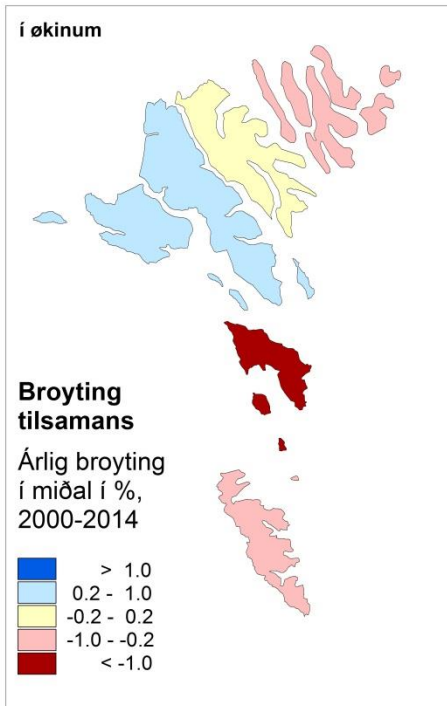 í økinum
Broyting
tilsamans
Árlig broyting
í miðal í %,
2000-2014
> 1.0
0.2 - 1.0
-0.2 - 0.2
-1.0 - -0.2
< -1.0